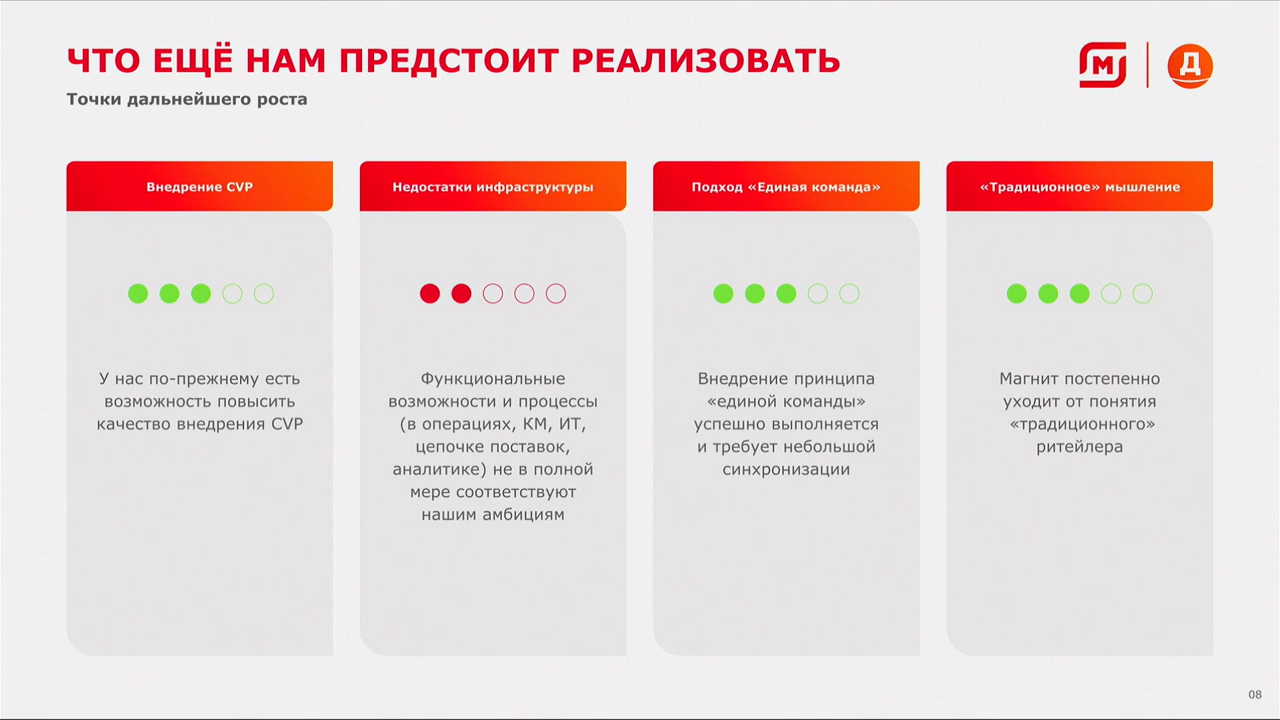 ЧТО ЕЩЁ НАМ ПРЕДСТОИТ РЕАЛИЗОВАТЬ
Точки дальнейшего роста
М
Д
Внедрение CVP
У нас по-прежнему есть
возможность повысить
качество внедрения CVP
Недостатки инфраструктуры
Функциональные
возможности и процессы
(в операциях, КМ, ИТ,
цепочке поставок,
аналитике) не в полной
мере соответствуют
нашим амбициям
Подход «Единая команда»
Внедрение принципа
«единой команды»
успешно выполняется
и требует небольшой
синхронизации
«Традиционное» мышление
Магнит постепенно
уходит от понятия
«традиционного»
ритейлера
08